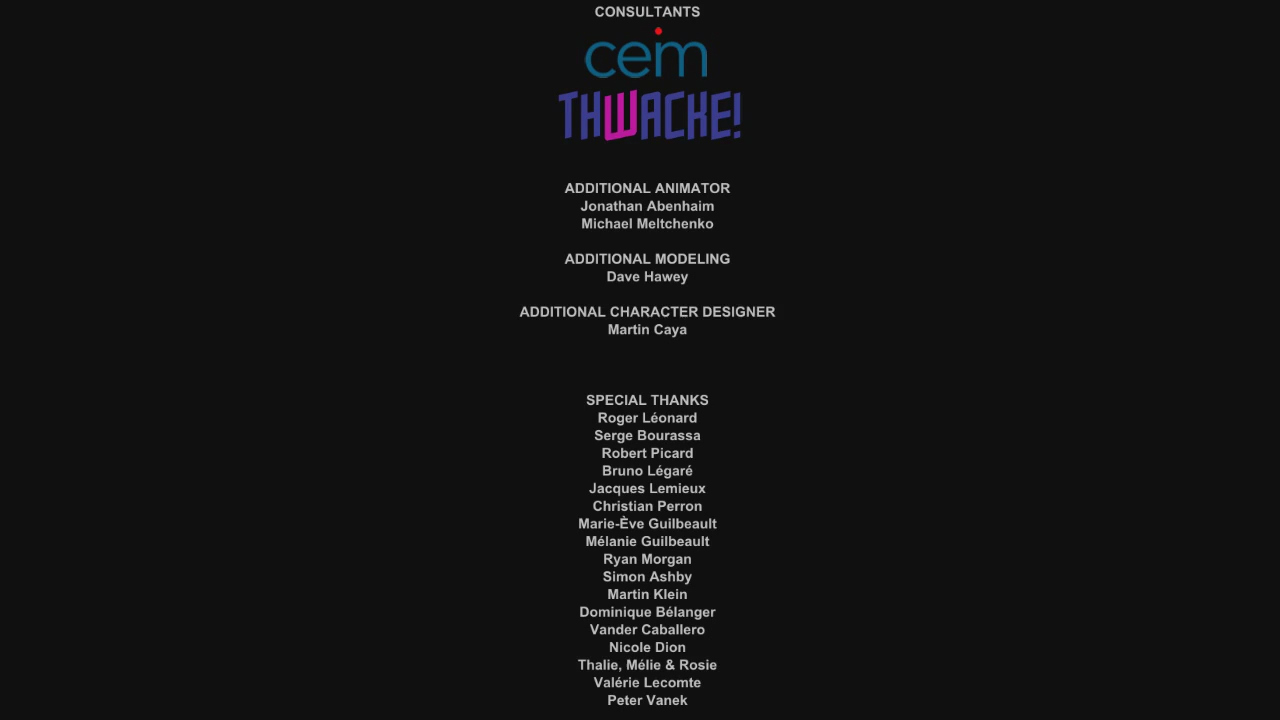 CONSULTANTS
ceim
THWACKE!
ADDITIONAL ANIMATOR
Jonathan Abenhaim
Michael Meltchenko
ADDITIONAL MODELING
Dave Hawey
ADDITIONAL CHARACTER DESIGNER
Martin Caya
SPECIAL THANKS
Roger Léonard
Serge Bourassa
Robert Picard
Bruno Légaré
Jacques Lemieux
Christian Perron
Marie-Ève Guilbeault
Mélanie Guilbeault
Ryan Morgan
Simon Ashby
Martin Klein
Dominique Bélanger
Vander Caballero
Nicole Dion
Thalie, Mélie & Rosie
Valérie Lecomte
Peter Vanek